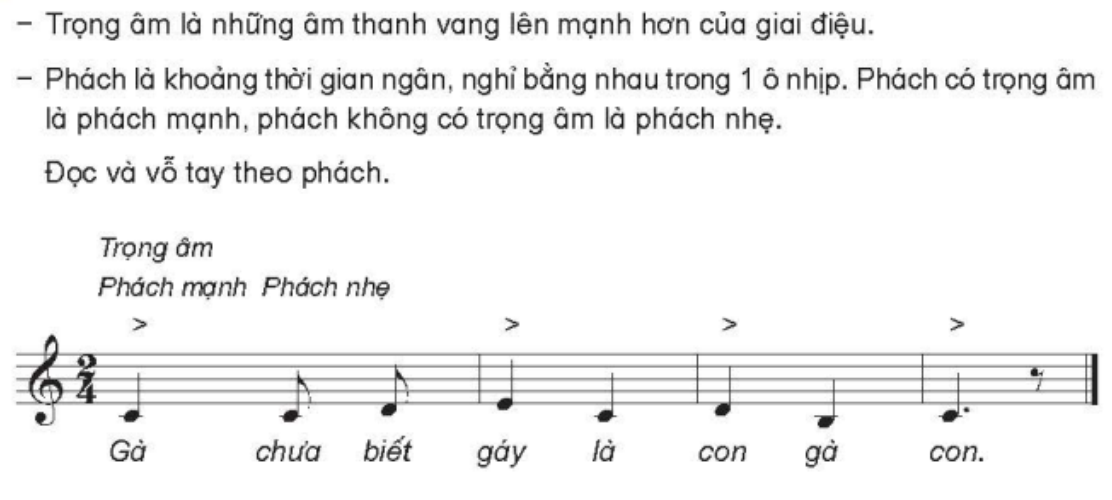 – Trọng âm là những âm thanh vang lên mạnh hơn của giai điệu.
– Phách là khoảng thời gian ngân, nghỉ bằng nhau trong 1 ô nhịp. Phách có trọng âm
là phách mạnh, phách không có trọng âm là phách nhẹ.
Đọc và vỗ tay theo phách.
Trọng âm
Phách mạnh Phách nhẹ
> > > >
2
4
Gà chưa biết gáy là con gà con.